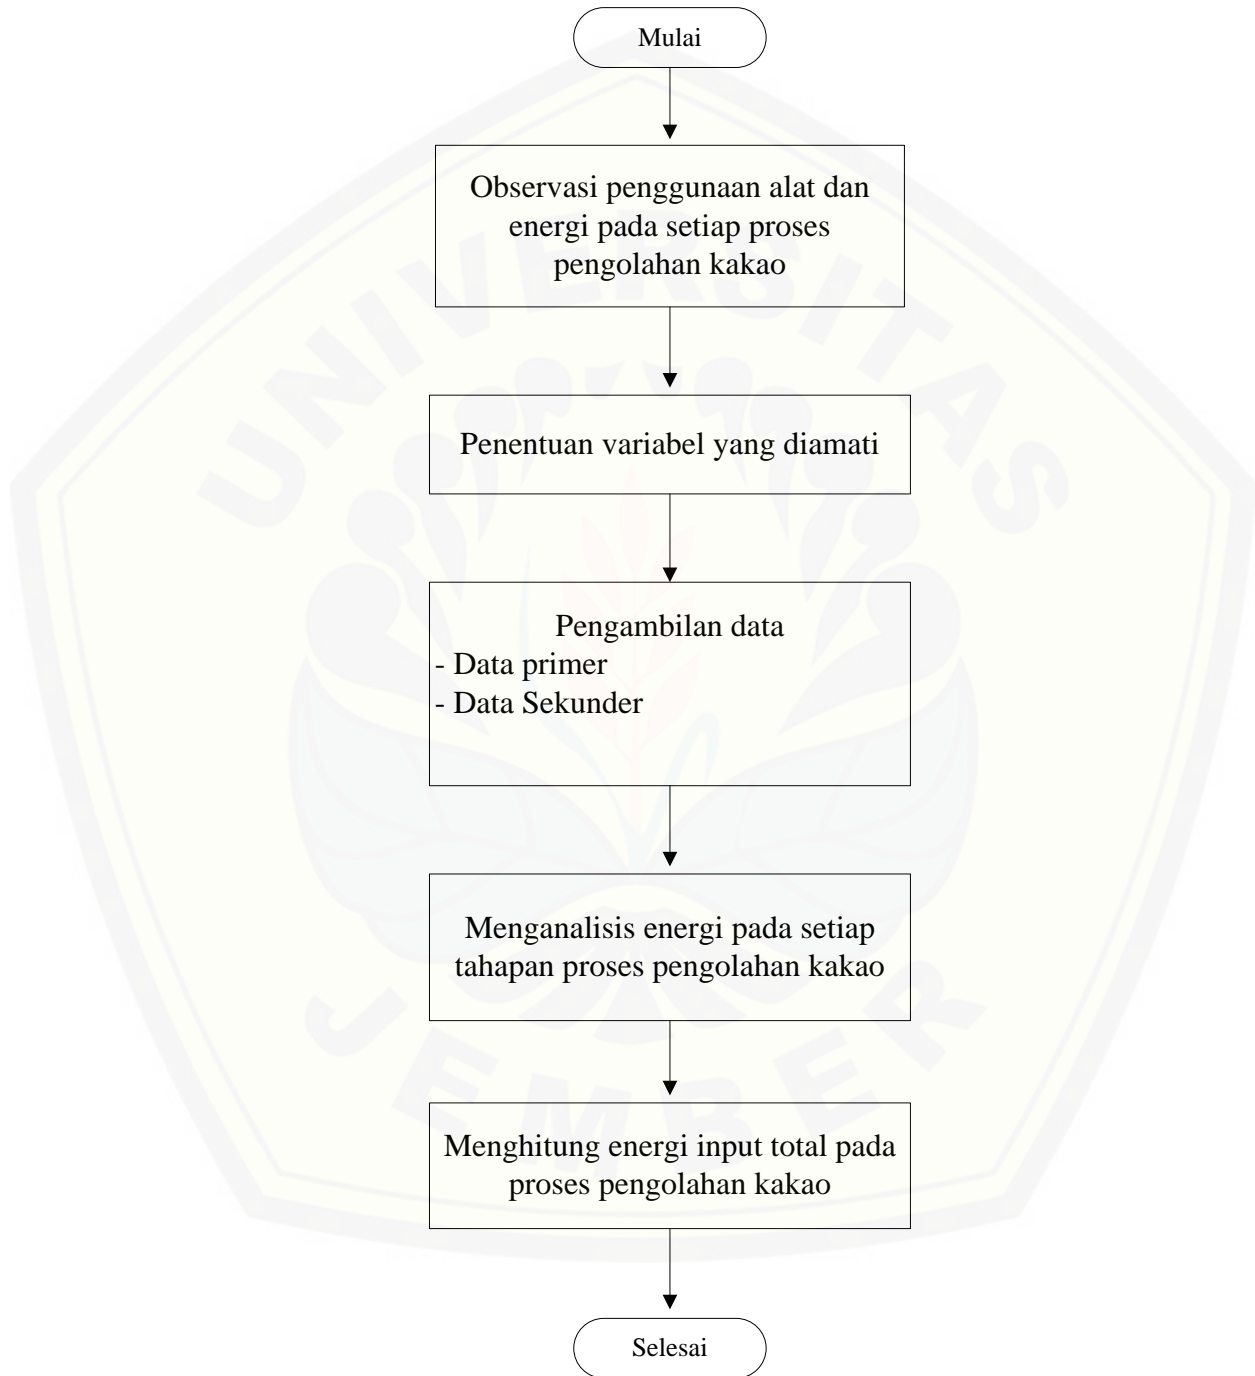 Mulai
Observasi penggunaan alat dan
energi pada setiap proses
pengolahan kakao
UNIVERSITAS
Penentuan variabel yang diamati
Pengambilan data
- Data primer
- Data Sekunder
Menganalisis energi pada setiap
tahapan proses pengolahan kakao
JEMBER
Menghitung energi input total pada
proses pengolahan kakao
Selesai